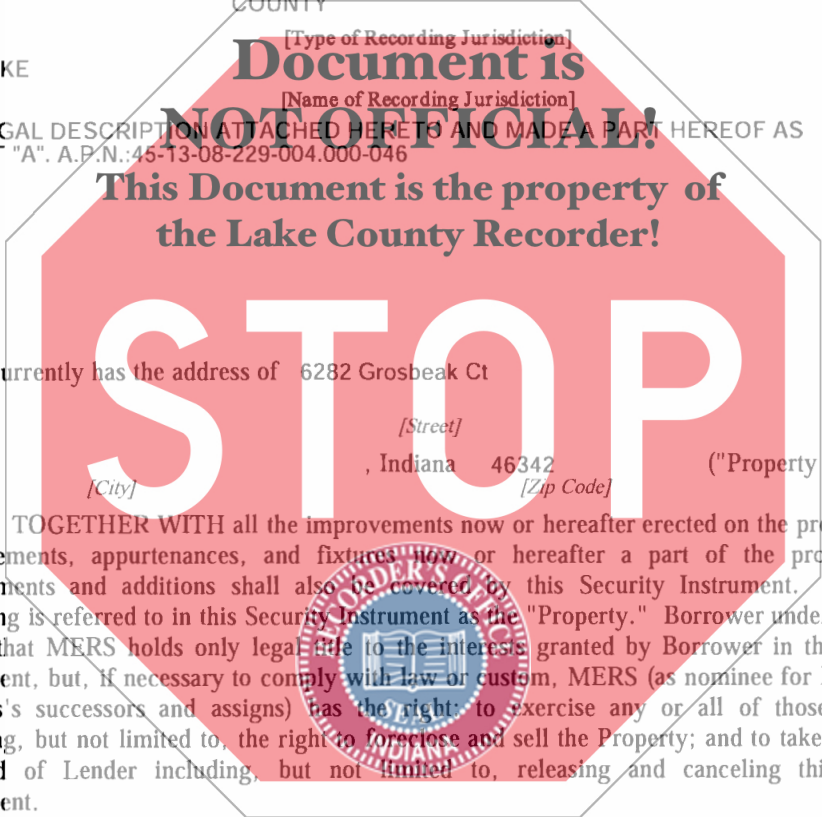 COUNTY
[Type of Recording Jurisdiction]
Document is
KE
[Name of Recording Jurisdiction]
NOT OFFICIAL!
GAL DESCRIPTION ATTACHED HERETO AND MADE A PART HEREOF AS
"A". A.P.N.:45-13-08-229-004.000-046
This Document is the property of
the Lake County Recorder!
STOP
urrently has the address of 6282 Grosbeak Ct
[Street]
, Indiana 46342 ("Property
[City] [Zip Code]
TOGETHER WITH all the improvements now or hereafter erected on the pro
ements, appurtenances, and fixtures now or hereafter a part of the pro
ments and additions shall also be covered by this Security Instrument.
ng is referred to in this Security Instrument as the "Property." Borrower unde
that MERS holds only legal title to the interests granted by Borrower in th
ent, but, if necessary to comply with law or custom, MERS (as nominee for
's successors and assigns) has the right: to exercise any or all of those
g, but not limited to, the right to foreclose and sell the Property; and to take
d of Lender including, but not limited to, releasing and canceling thi
ent.
RECORDER'S OFFICE
SEAL
INDIANA